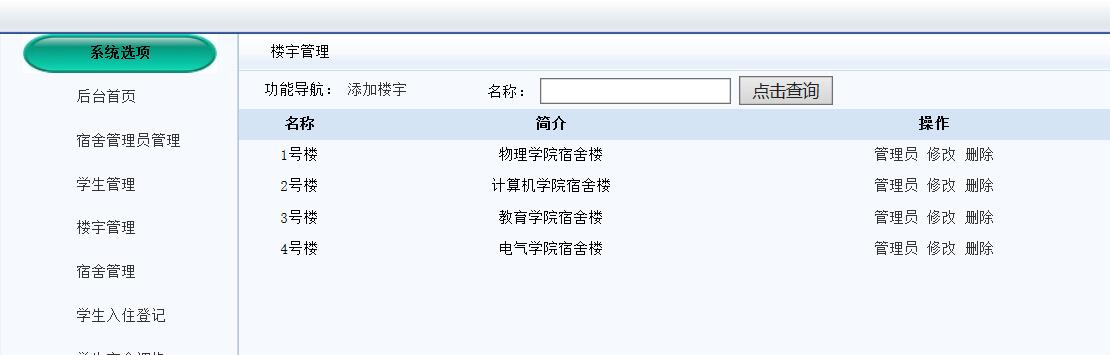 系统选项
后台首页
宿舍管理员管理
学生管理
楼宇管理
宿舍管理
学生入住登记
楼宇管理
功能导航： 添加楼宇 名称： 点击查询
名称 简介 操作
1号楼 物理学院宿舍楼 管理员 修改 删除
2号楼 计算机学院宿舍楼 管理员 修改 删除
3号楼 教育学院宿舍楼 管理员 修改 删除
4号楼 电气学院宿舍楼 管理员 修改 删除